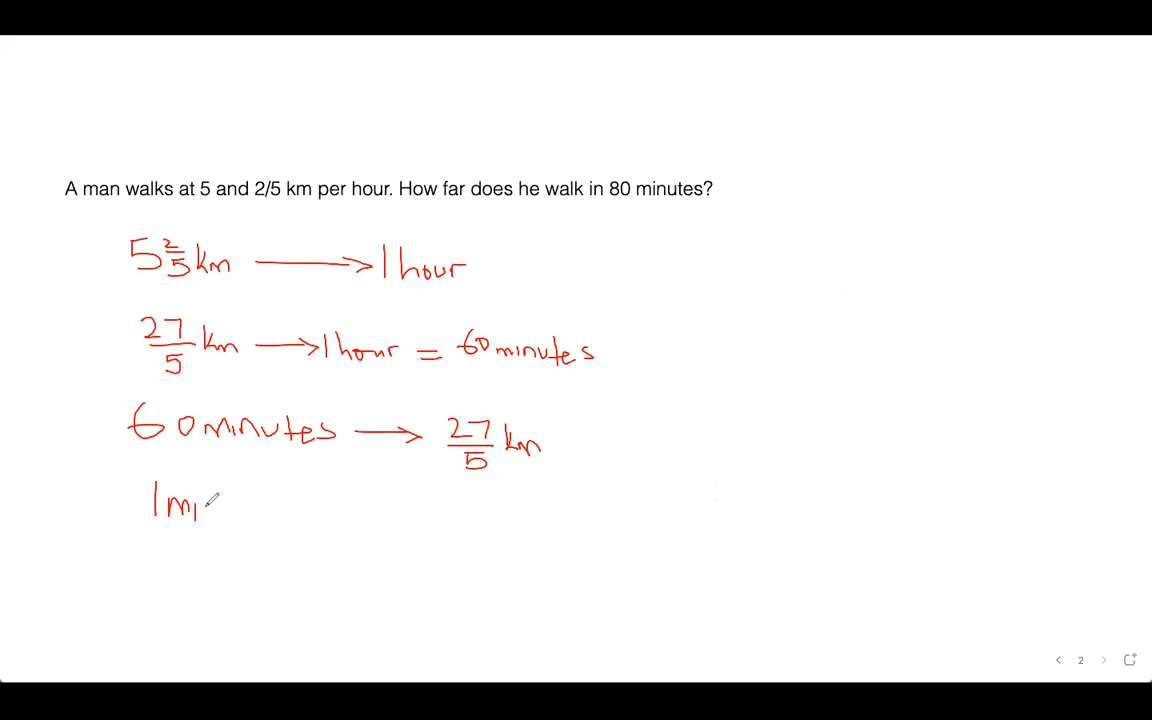 A man walks at 5 and 2/5 km per hour. How far does he walk in 80 minutes?
5 2/5 km → 1 hour
27/5 km → 1 hour = 60 minutes
60 minutes → 27/5 km
1 mi
2